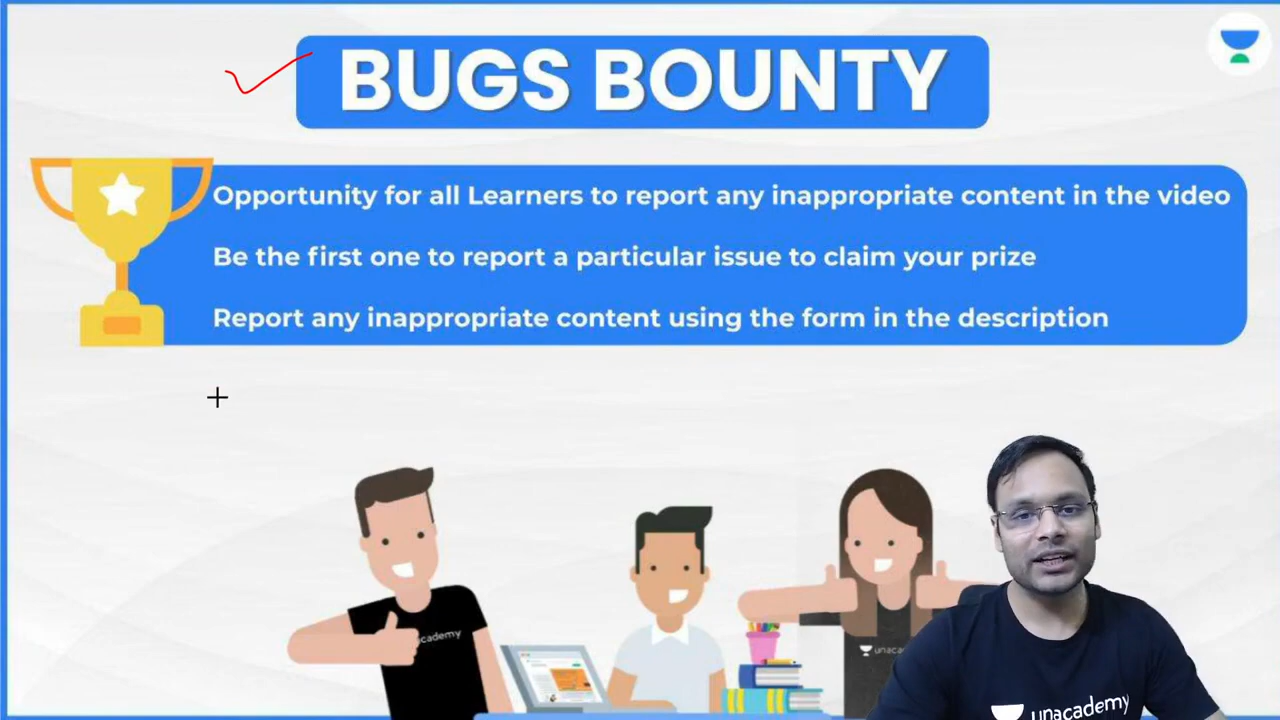 BUGS BOUNTY
Opportunity for all Learners to report any inappropriate content in the video
Be the first one to report a particular issue to claim your prize
Report any inappropriate content using the form in the description
unacademy